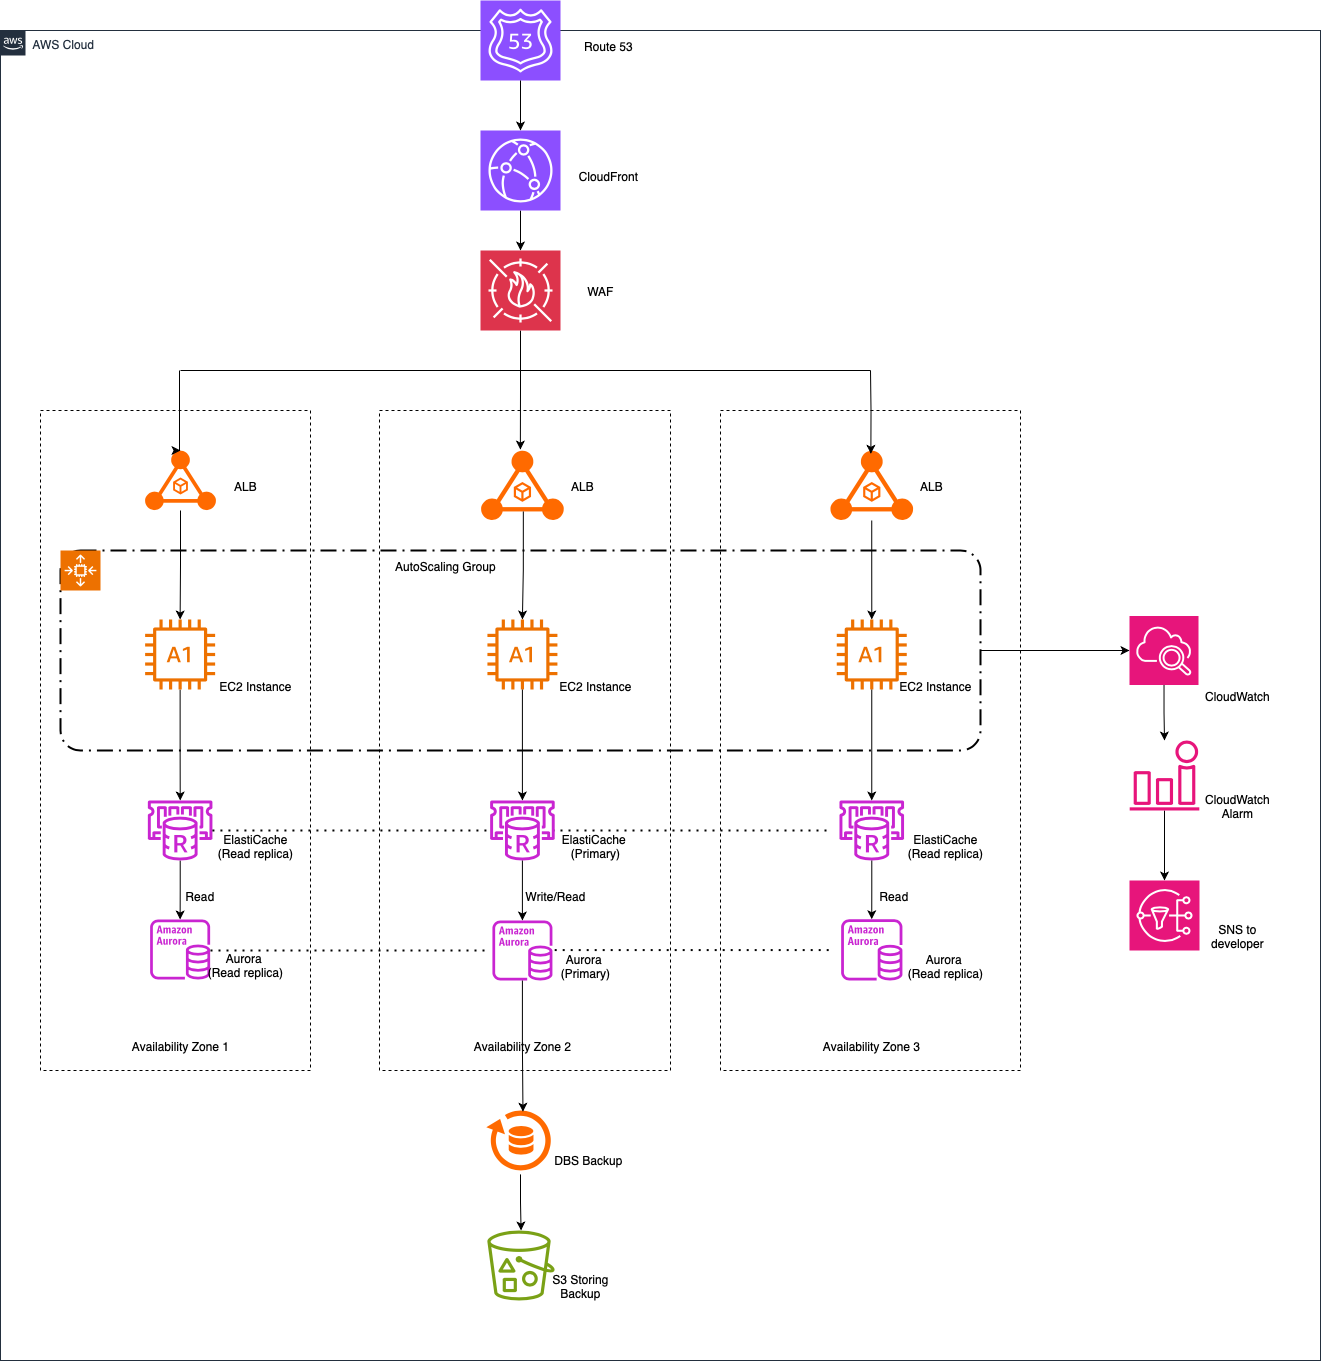 aws
AWS Cloud
53
Route 53
CloudFront
WAF
ALB
ALB
ALB
AutoScaling Group
A1
EC2 Instance
A1
EC2 Instance
A1
EC2 Instance
CloudWatch
R
ElastiCache
(Read replica)
R
ElastiCache
(Primary)
R
ElastiCache
(Read replica)
CloudWatch
Alarm
Read
Write/Read
Read
Amazon
Aurora
Aurora
(Read replica)
Amazon
Aurora
Aurora
(Primary)
Amazon
Aurora
Aurora
(Read replica)
SNS to
developer
Availability Zone 1
Availability Zone 2
Availability Zone 3
DBS Backup
S3 Storing
Backup